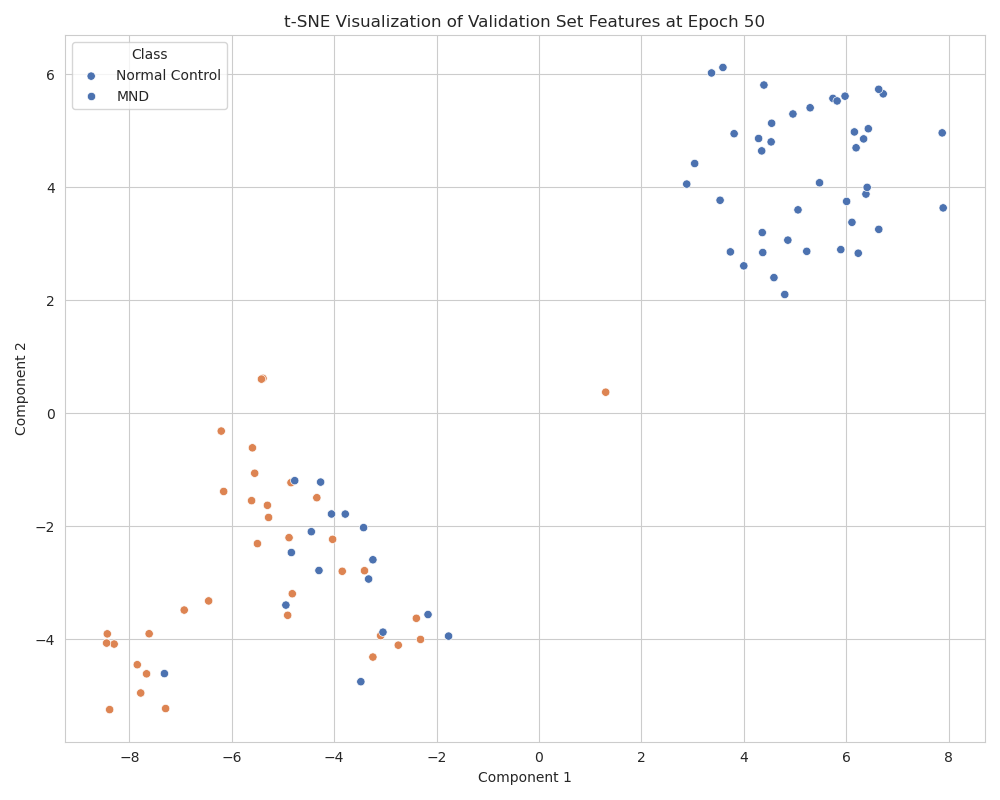 t-SNE Visualization of Validation Set Features at Epoch 50
Class
Normal Control
MND
6
4
2
0
−2
−4
Component 2
−8
−6
−4
−2
0
2
4
6
8
Component 1